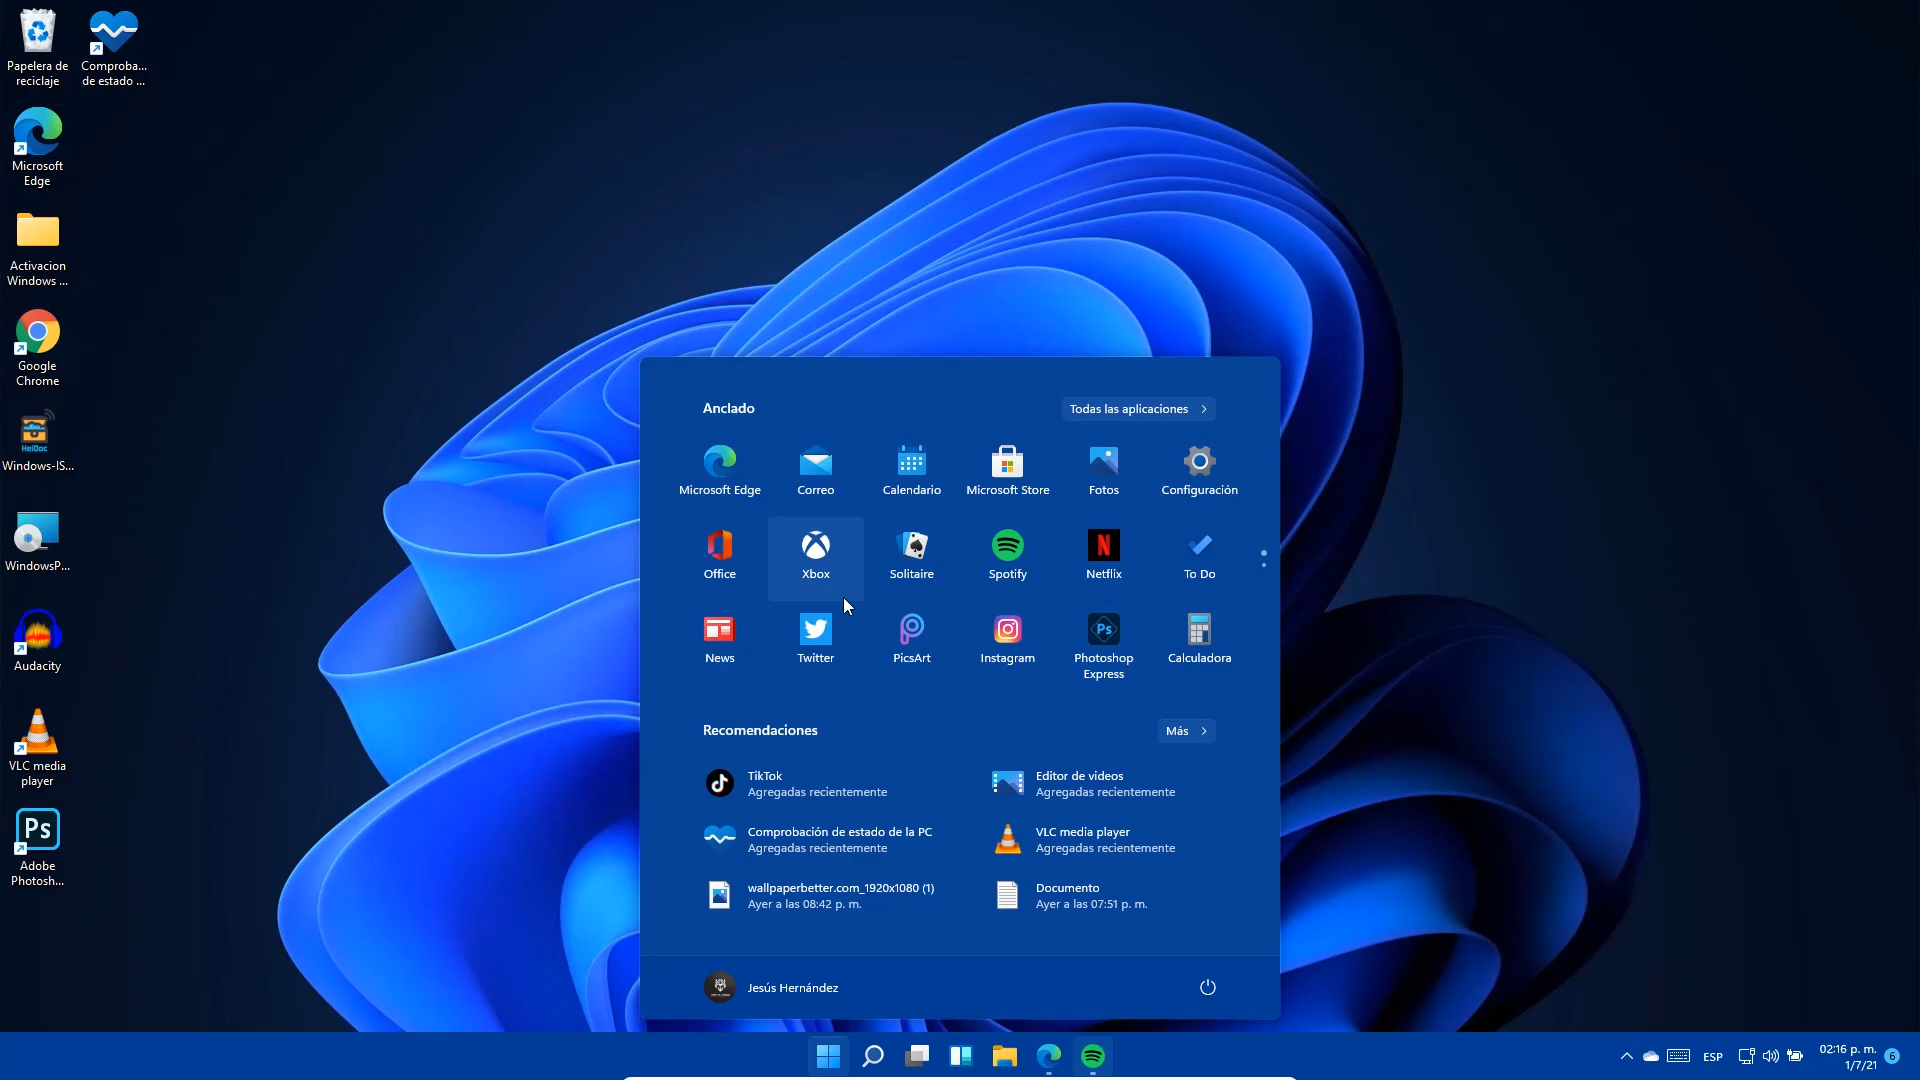 Papelera de
reciclaje
Comproba...
de estado ...
Microsoft
Edge
Activacion
Windows ...
Google
Chrome
HeiDoc
Windows-IS...
WindowsP...
Audacity
VLC media
player
Ps
Adobe
Photosh...
Anclado
Todas las aplicaciones
Microsoft Edge
Correo
Calendario
Microsoft Store
Fotos
Configuración
Office
Xbox
Solitaire
Spotify
N
Netflix
To Do
News
Twitter
PicsArt
Instagram
Ps
Photoshop
Express
Calculadora
Recomendaciones
Más
TikTok
Agregadas recientemente
Editor de videos
Agregadas recientemente
Comprobación de estado de la PC
Agregadas recientemente
VLC media player
Agregadas recientemente
wallpaperbetter.com_1920x1080 (1)
Ayer a las 08:42 p. m.
Documento
Ayer a las 07:51 p. m.
Jesús Hernández
ESP
02:16 p. m.
1/7/21
6